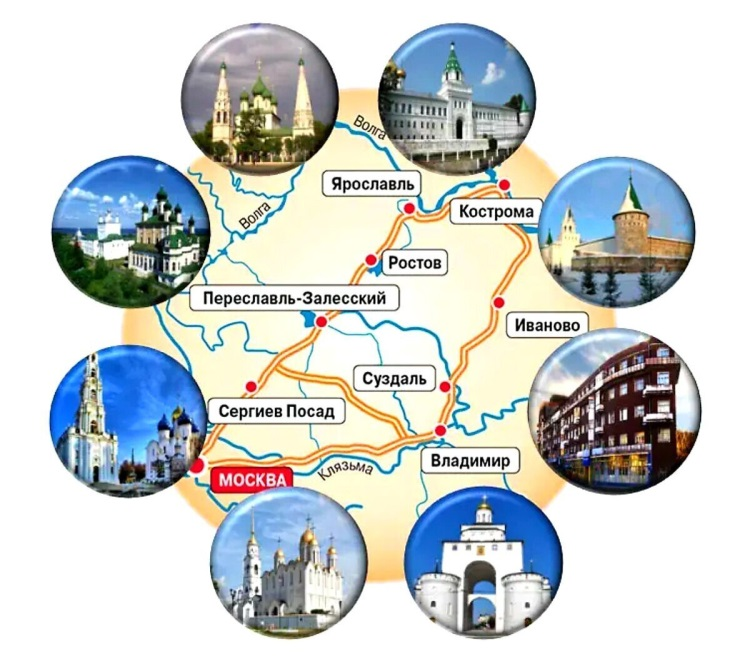 Волга
Ярославль
Кострома
Волга
Ростов
Переславль-Залесский
Иваново
Суздаль
Сергиев Посад
Владимир
МОСКВА
Клязьма